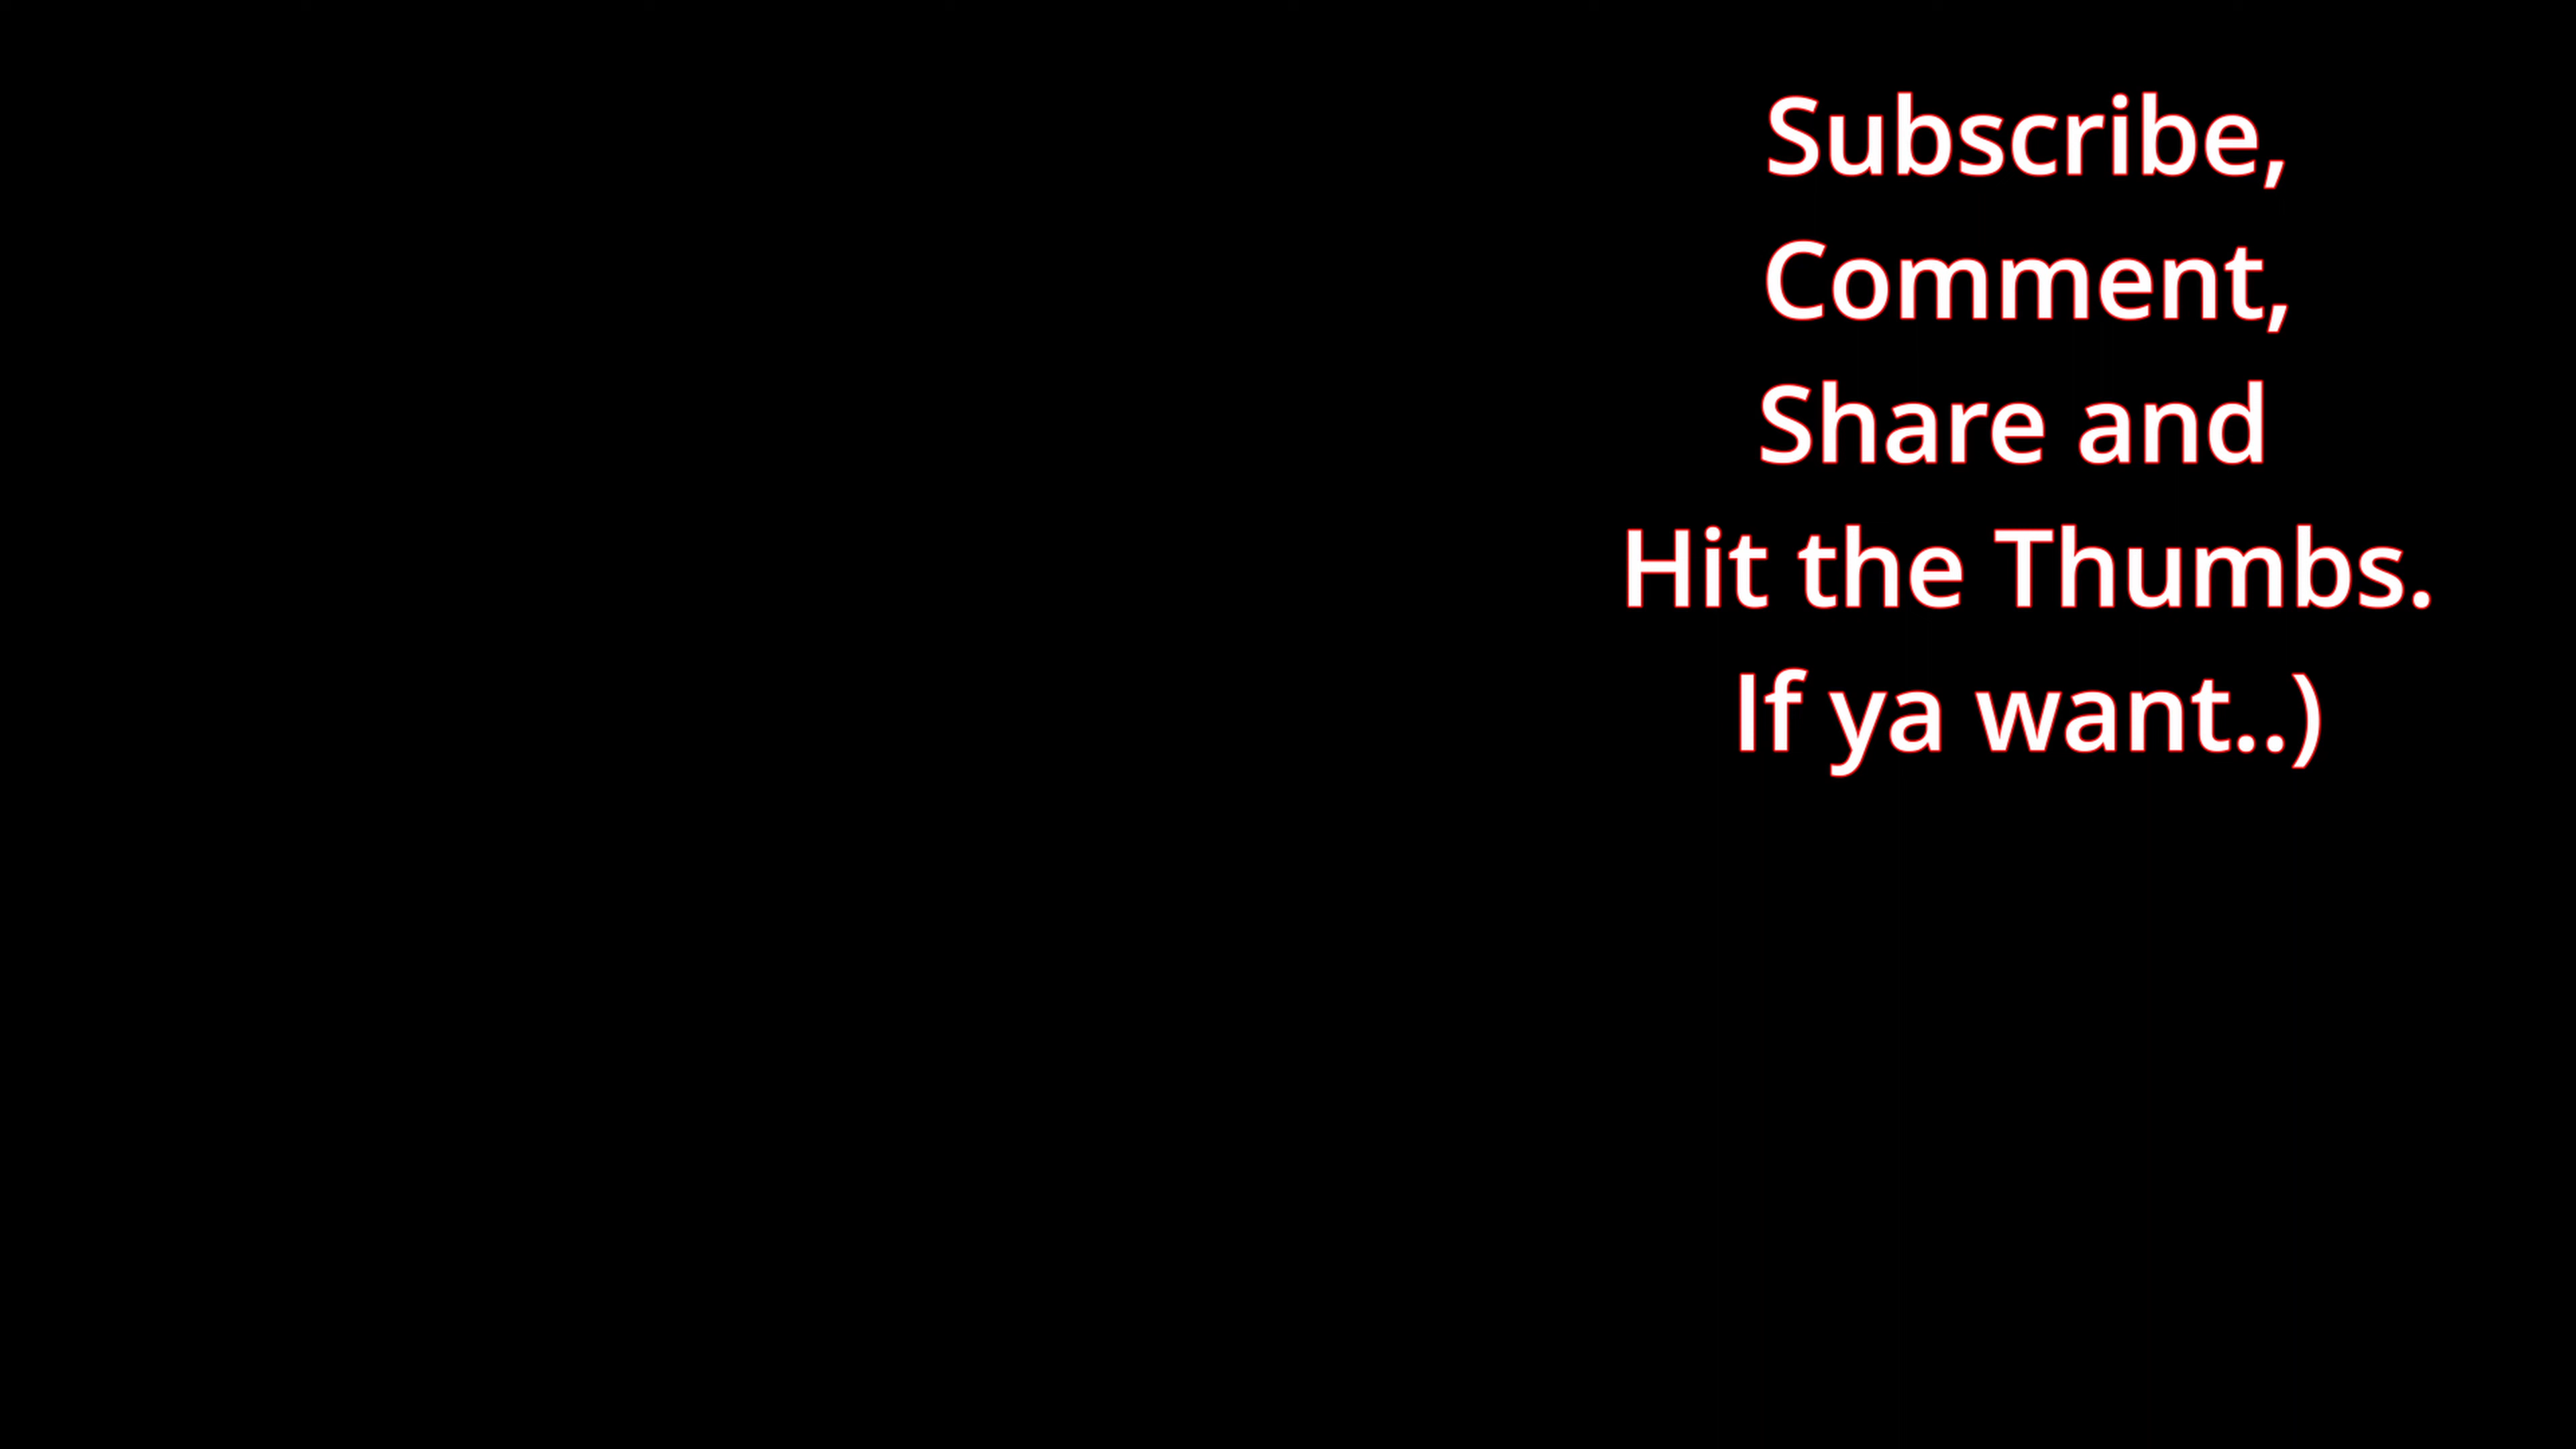 Subscribe,
Comment,
Share and
Hit the Thumbs.
If ya want..)